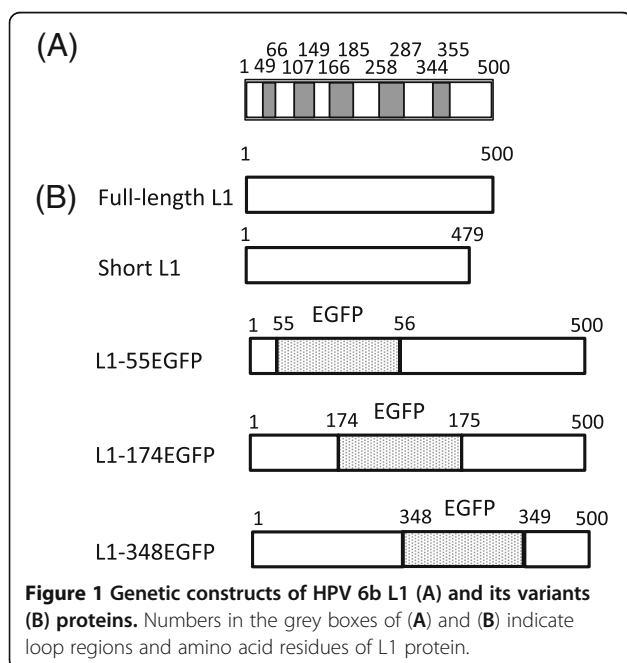 (A)
66 149 185 287 355
1 49 107 166 258 344 500
(B)
1 500
Full-length L1
1 479
Short L1
EGFP
1 55 56 500
L1-55EGFP
EGFP
1 174 175 500
L1-174EGFP
EGFP
1 348 349 500
L1-348EGFP
Figure 1 Genetic constructs of HPV 6b L1 (A) and its variants
(B) proteins. Numbers in the grey boxes of (A) and (B) indicate
loop regions and amino acid residues of L1 protein.